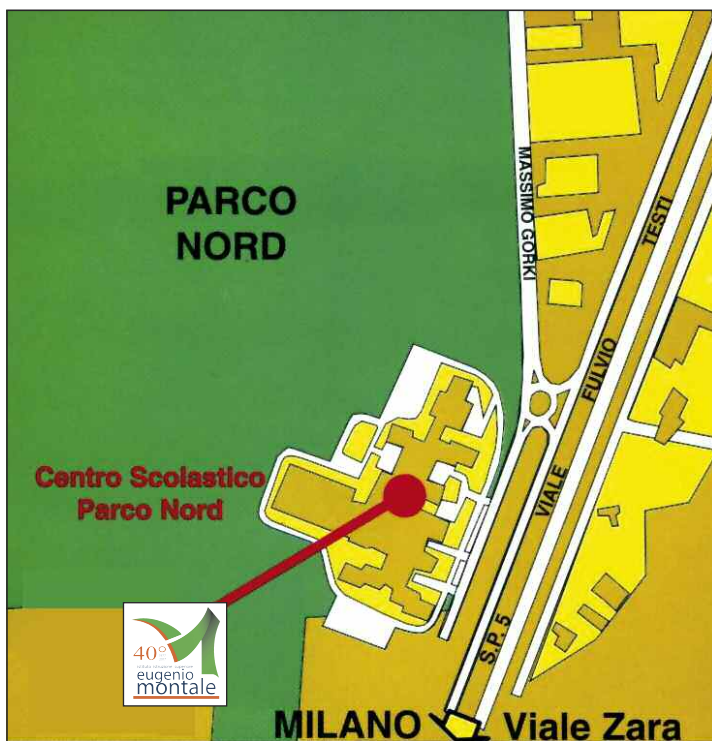 PARCO
NORD
MASSIMO GORKI
TESTI
FULVIO
VIALE
Centro Scolastico
Parco Nord
S.P. 5
40
eugenio
montale
MILANO
Viale Zara